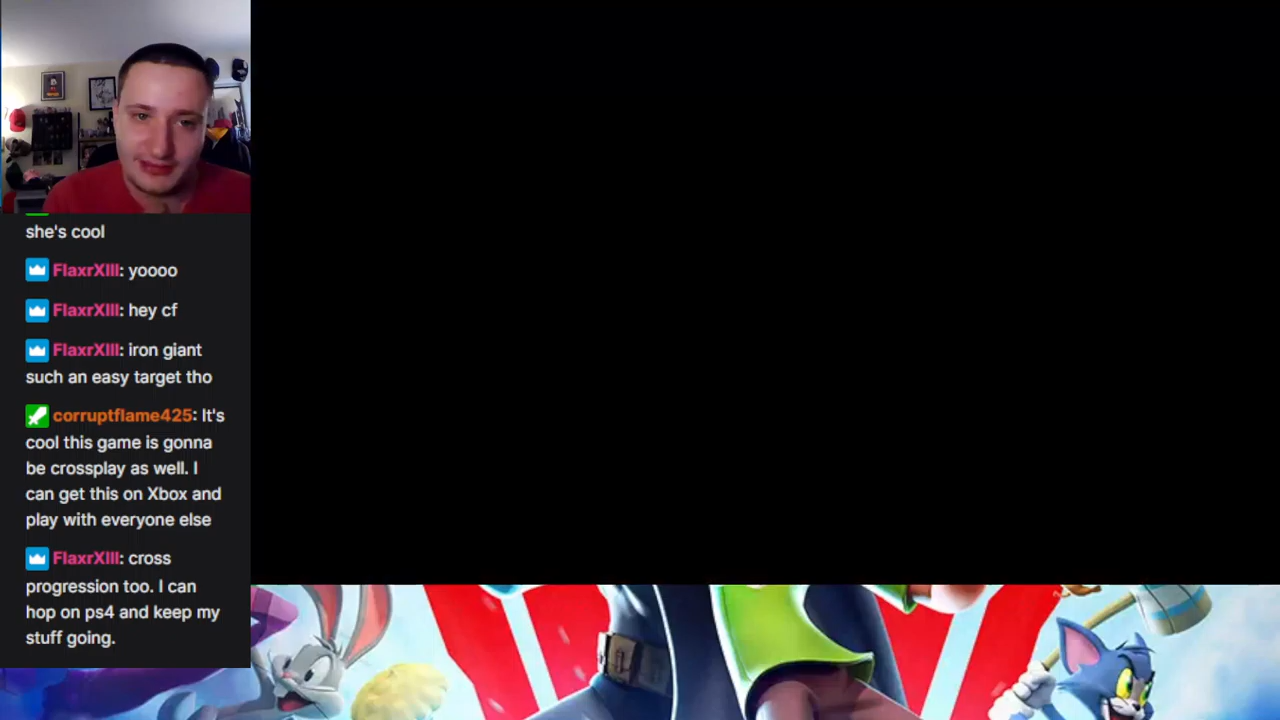 she's cool
FlaxrXIII: yoooo
FlaxrXIII: hey cf
FlaxrXIII: iron giant
such an easy target tho
corruptflame425: It's
cool this game is gonna
be crossplay as well. I
can get this on Xbox and
play with everyone else
FlaxrXIII: cross
progression too. I can
hop on ps4 and keep my
stuff going.